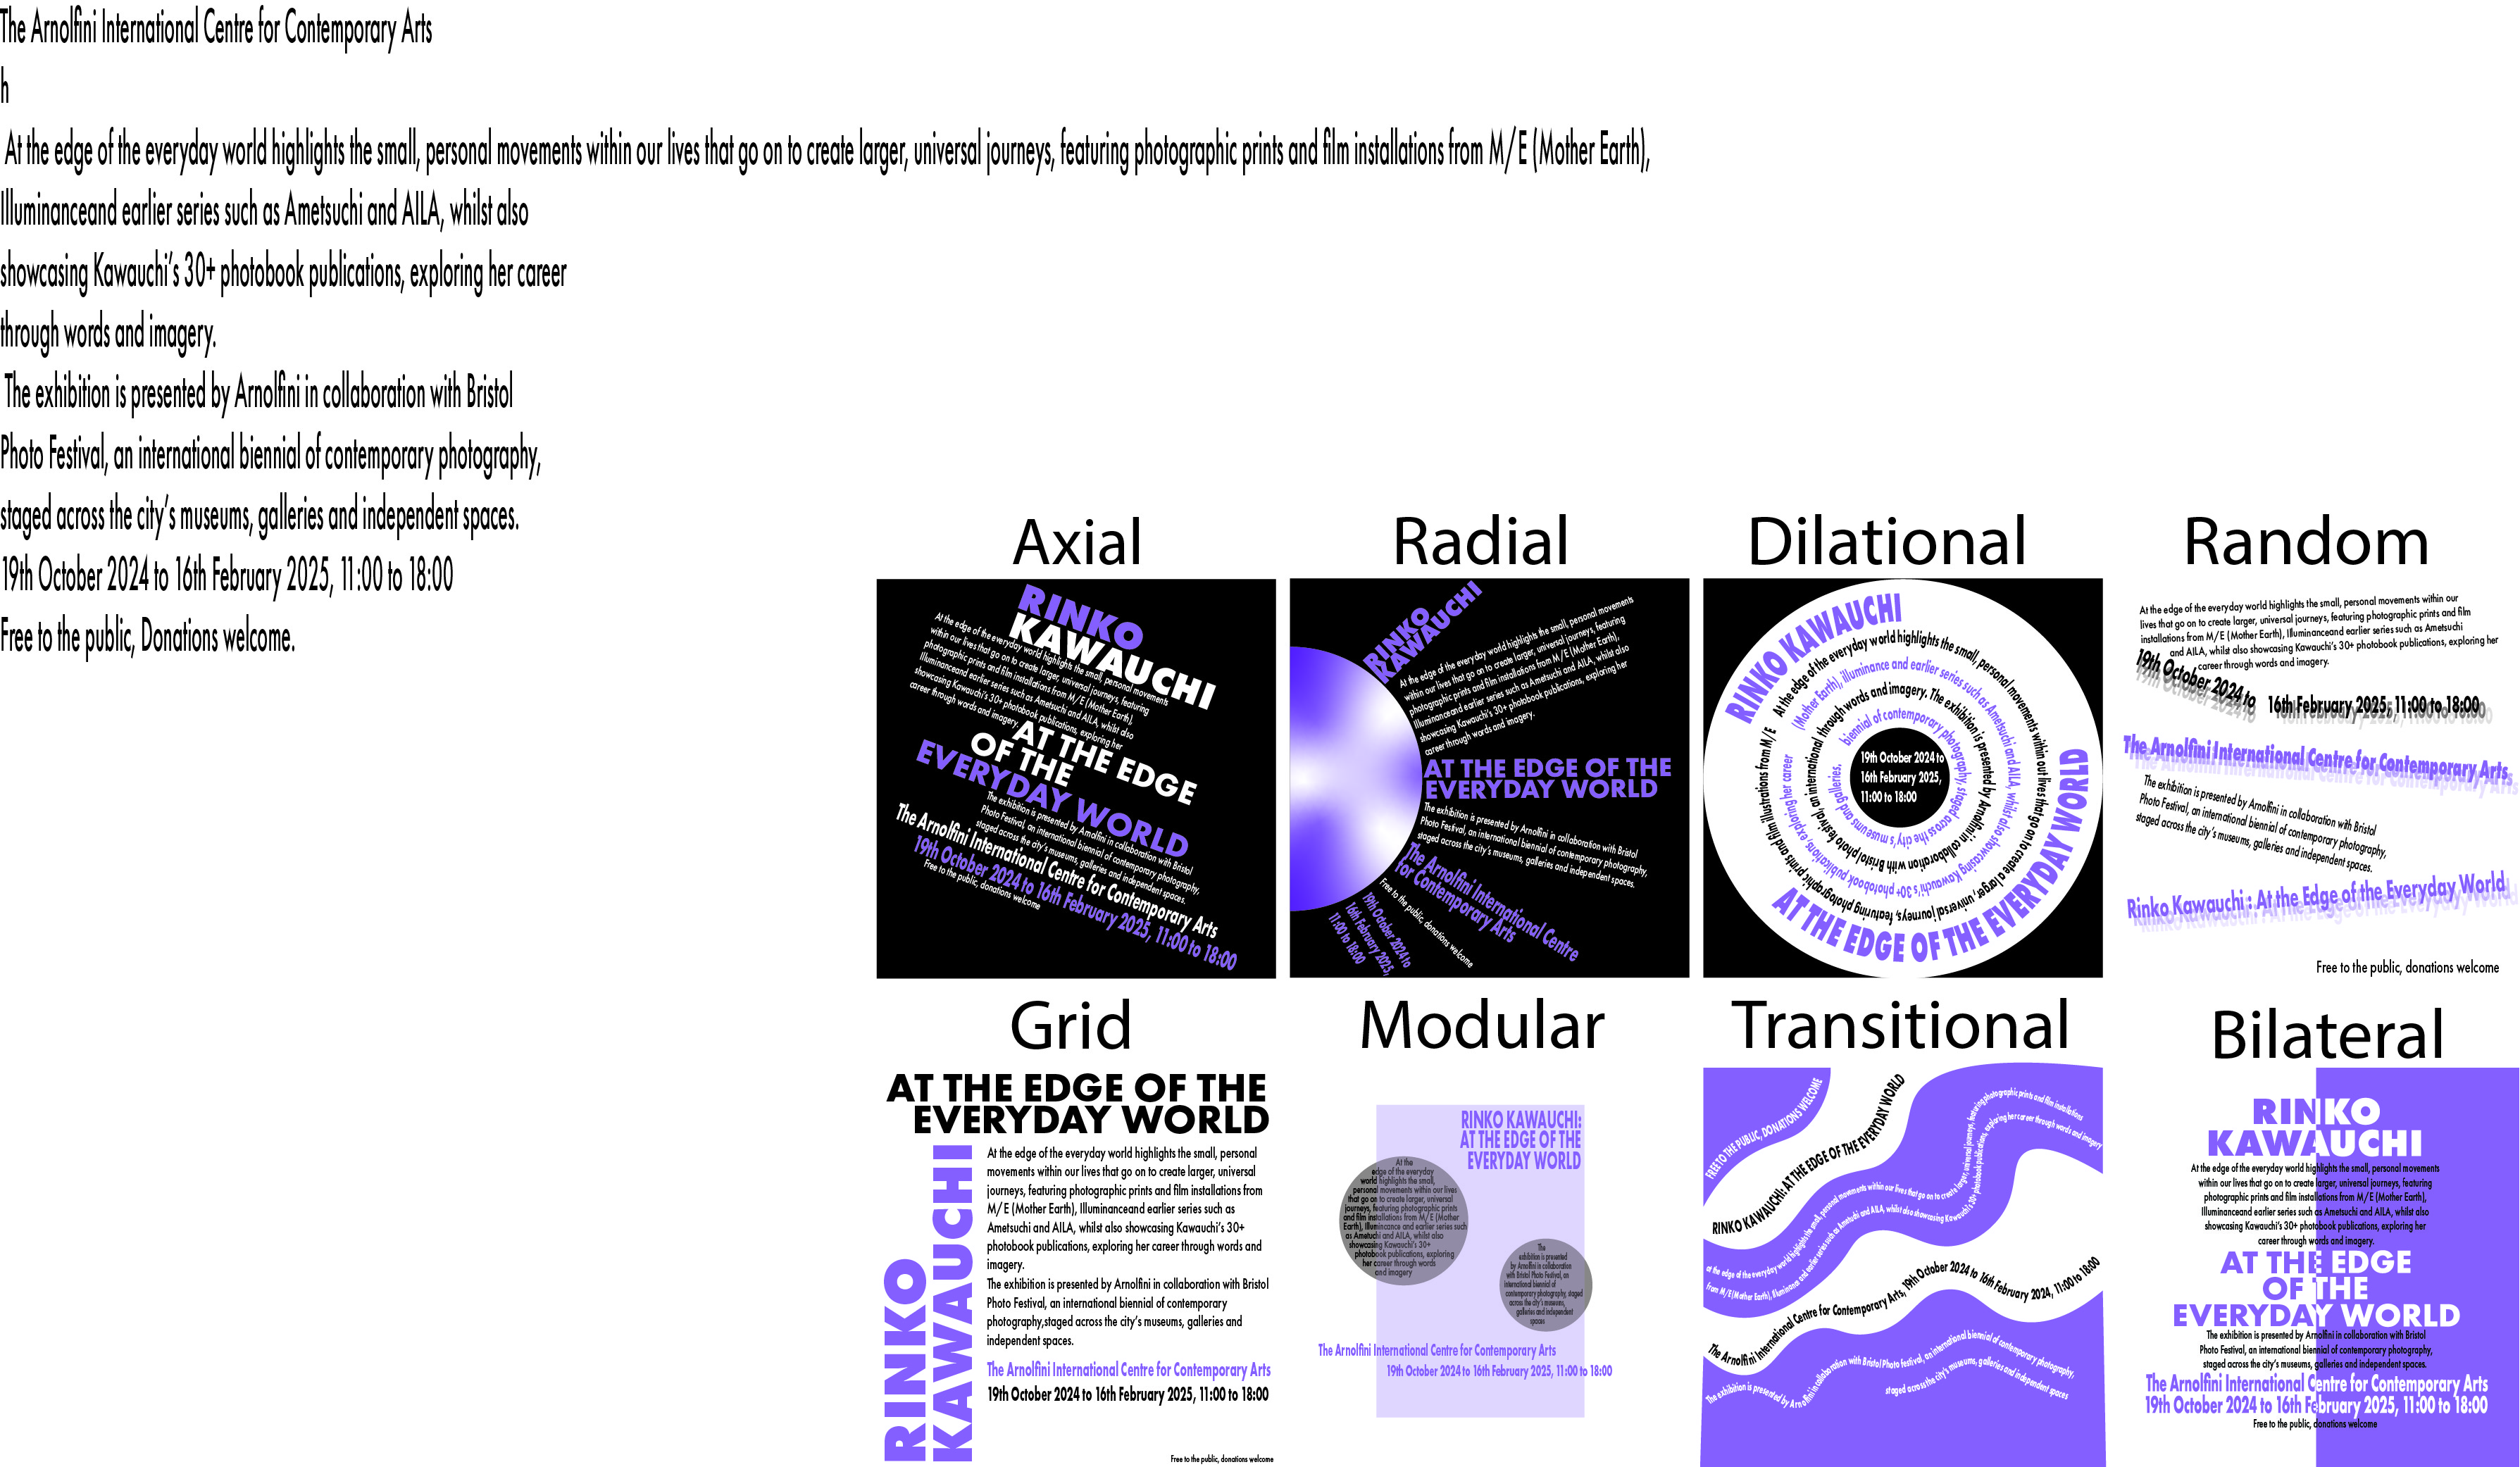 The Arnolfini International Centre for Contemporary Arts
h
At the edge of the everyday world highlights the small, personal movements within our lives that go on to create larger, universal journeys, featuring photographic prints and film installations from M/E (Mother Earth),
Illuminanceand earlier series such as Ametsuchi and AILA, whilst also
showcasing Kawauchi's 30+ photobook publications, exploring her career
through words and imagery.
The exhibition is presented by Arnolfini in collaboration with Bristol
Photo Festival, an international biennial of contemporary photography,
staged across the city's museums, galleries and independent spaces.
19th October 2024 to 16th February 2025, 11:00 to 18:00
Free to the public, Donations welcome.
Axial
RINKO
KAWAUCHI
At the edge of the everyday world highlights the small, personal movements
within our lives that go on to create larger, universal journeys, featuring
photographic prints and film installations from M/E (Mother Earth),
Illuminanceand earlier series such as Ametsuchi and AILA, whilst also
showcasing Kawauchi's 30+ photobook publications, exploring her
career through words and imagery.
AT THE EDGE
OF THE
EVERYDAY WORLD
The exhibition is presented by Arnolfini in collaboration with Bristol
Photo Festival, an international biennial of contemporary photography,
staged across the city's museums, galleries and independent spaces.
The Arnolfini International Centre for Contemporary Arts
19th October 2024 to 16th February 2025, 11:00 to 18:00
Free to the public, donations welcome
Radial
RINKO
KAWAUCHI
At the edge of the everyday world highlights the small, personal movements
within our lives that go on to create larger, universal journeys, featuring
photographic prints and film installations from M/E (Mother Earth),
Illuminanceand earlier series such as Ametsuchi and AILA, whilst also
showcasing Kawauchi's 30+ photobook publications, exploring her
career through words and imagery.
AT THE EDGE OF THE
EVERYDAY WORLD
The exhibition is presented by Arnolfini in collaboration with Bristol
Photo Festival, an international biennial of contemporary photography,
staged across the city's museums, galleries and independent spaces.
The Arnolfini International Centre
for Contemporary Arts
Free to the public, donations welcome
19th October 2024 to
16th February 2025,
11:00 to 18:00
Dilational
RINKO KAWAUCHI
AT THE EDGE OF THE EVERYDAY WORLD
At the edge of the everyday world highlights the small, personal movements within out lives that go on to create a larger, universal journeys, featuring photographic prints and film illustrations from M/E
(Mother Earth), illuminance and earlier series such as Ametsuchi and AILA, whilst also showcasing Kawauchi's 30+ photobook publications, exploring her career
through words and imagery. The exhibition is presented by Arnolfini in collaboration with Bristol photo festival, an international
biennial of contemporary photography, staged across the city's museums and galleries.
19th October 2024 to
16th February 2025,
11:00 to 18:00
Random
At the edge of the everyday world highlights the small, personal movements within our
lives that go on to create larger, universal journeys, featuring photographic prints and film
installations from M/E (Mother Earth), Illuminanceand earlier series such as Ametsuchi
and AILA, whilst also showcasing Kawauchi's 30+ photobook publications, exploring her
career through words and imagery.
19th October 2024 to
16th February 2025, 11:00 to 18:00
The Arnolfini International Centre for Contemporary Arts
The exhibition is presented by Arnolfini in collaboration with Bristol
Photo Festival, an international biennial of contemporary photography,
staged across the city's museums, galleries and independent spaces.
Rinko Kawauchi : At the Edge of the Everyday World
Free to the public, donations welcome
Grid
AT THE EDGE OF THE
EVERYDAY WORLD
RINKO
KAWAUCHI
At the edge of the everyday world highlights the small, personal
movements within our lives that go on to create larger, universal
journeys, featuring photographic prints and film installations from
M/E (Mother Earth), Illuminanceand earlier series such as
Ametsuchi and AILA, whilst also showcasing Kawauchi's 30+
photobook publications, exploring her career through words and
imagery.
The exhibition is presented by Arnolfini in collaboration with Bristol
Photo Festival, an international biennial of contemporary
photography,staged across the city's museums, galleries and
independent spaces.
The Arnolfini International Centre for Contemporary Arts
19th October 2024 to 16th February 2025, 11:00 to 18:00
Free to the public, donations welcome
Modular
RINKO KAWAUCHI:
AT THE EDGE OF THE
EVERYDAY WORLD
At the
edge of the everyday
world highlights the small,
personal movements within our lives
that go on to create larger, universal
journeys, featuring photographic prints
and film installations from M/E (Mother
Earth), Illuminance and earlier series such
as Ametuchi and AILA, whilst also
showcasing Kawauchi's 30+
photobook publications, exploring
her career through words
and imagery
The
exhibition is presented
by Arnolfini in collaboration
with Bristol Photo Festival, an
international biennial of
contemporary photography, staged
across the city's museums,
galleries and independent
spaces
The Arnolfini International Centre for Contemporary Arts
19th October 2024 to 16th February 2025, 11:00 to 18:00
Transitional
FREE TO THE PUBLIC, DONATIONS WELCOME
RINKO KAWAUCHI: AT THE EDGE OF THE EVERYDAY WORLD
at the edge of the everyday world highlights the small, personal movements within our lives that go on to create larger, universal journeys, featuring photographic prints and film installations
from M/E(Mother Earth), Illuminance and earlier series such as Ametsuchi and AILA, whilst also showcasing Kawauchi's 30+ photobook publications, exploring her career through words and imagery
The Arnolfini International Centre for Contemporary Arts, 19th October 2024 to 16th February 2024, 11:00 to 18:00
The exhibition is presented by Arnolfini in collaboration with Bristol Photo festival, an international biennial of contemporary photography,
staged across the city's museums, galleries and independent spaces
Bilateral
RINKO
KAWAUCHI
At the edge of the everyday world highlights the small, personal movements
within our lives that go on to create larger, universal journeys, featuring
photographic prints and film installations from M/E (Mother Earth),
Illuminanceand earlier series such as Ametsuchi and AILA, whilst also
showcasing Kawauchi's 30+ photobook publications, exploring her
career through words and imagery.
AT THE EDGE
OF THE
EVERYDAY WORLD
The exhibition is presented by Arnolfini in collaboration with Bristol
Photo Festival, an international biennial of contemporary photography,
staged across the city's museums, galleries and independent spaces.
The Arnolfini International Centre for Contemporary Arts
19th October 2024 to 16th February 2025, 11:00 to 18:00
Free to the public, donations welcome